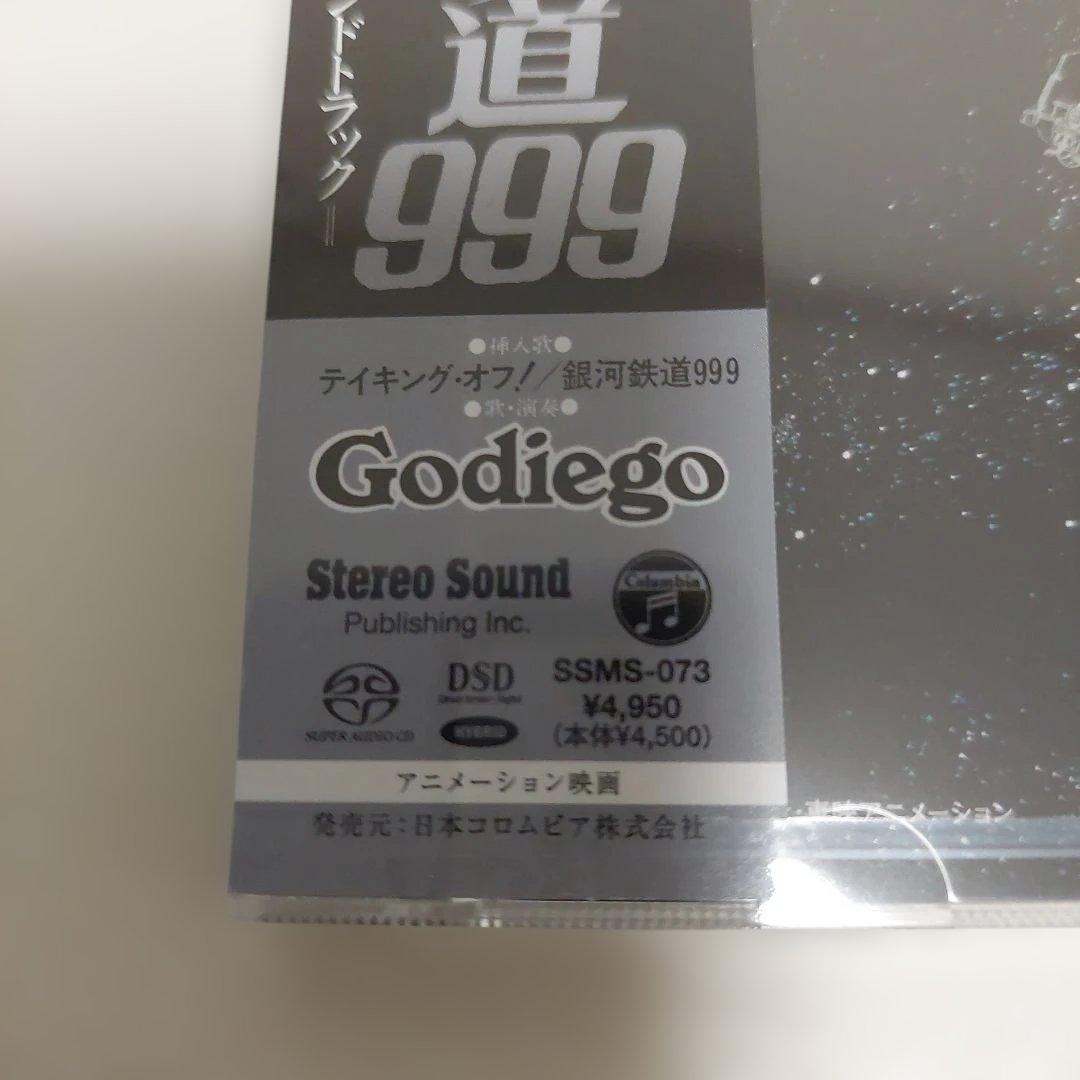 ンドトラック＝
道
999
●挿入歌●
テイキング・オフ!／銀河鉄道999
●歌・演奏●
Godiego
Stereo Sound
Publishing Inc.
Columbia
SUPER AUDIO CD
DSD
HYBRID
SSMS-073
¥4,950
(本体¥4,500)
アニメーション映画
発売元:日本コロムビア株式会社
東映アニメーション